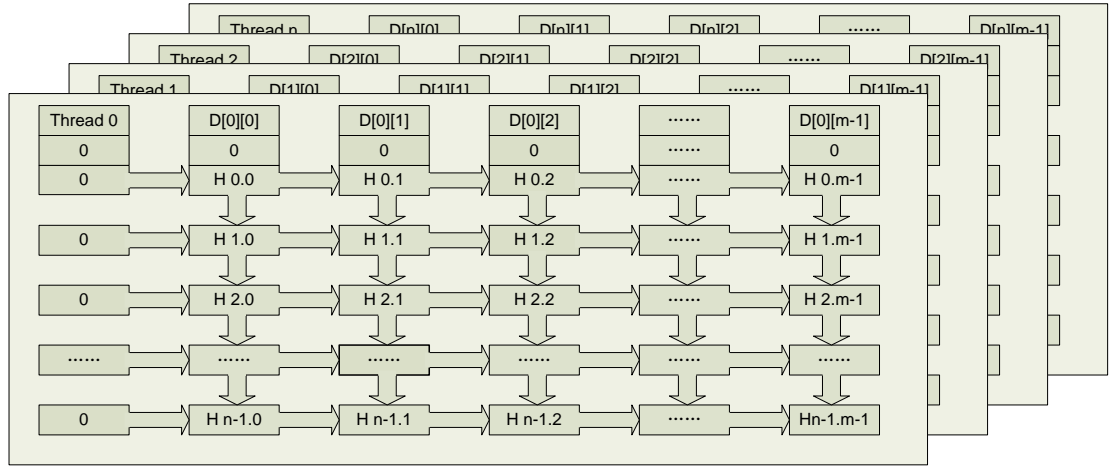 Thread n D[n][0] D[n][1] D[n][2] ······ D[n][m-1]
Thread 2 D[2][0] D[2][1] D[2][2] ······ D[2][m-1]
Thread 1 D[1][0] D[1][1] D[1][2] ······ D[1][m-1]
Thread 0 D[0][0] D[0][1] D[0][2] ······ D[0][m-1]
0 0 0 0 ······ 0
0 H 0.0 H 0.1 H 0.2 ······ H 0.m-1
0 H 1.0 H 1.1 H 1.2 ······ H 1.m-1
0 H 2.0 H 2.1 H 2.2 ······ H 2.m-1
······ ······ ······ ······ ······ ······
0 H n-1.0 H n-1.1 H n-1.2 ······ Hn-1.m-1